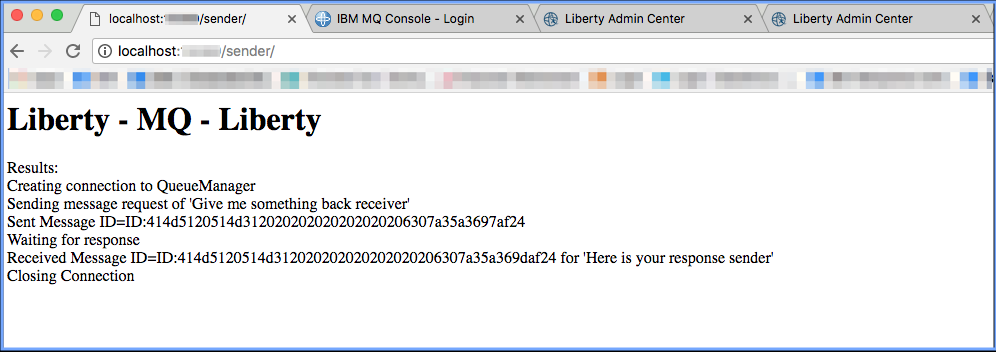 localhost: /sender/
IBM MQ Console - Login
Liberty Admin Center
Liberty Admin Center
localhost: /sender/
Liberty - MQ - Liberty
Results:
Creating connection to QueueManager
Sending message request of 'Give me something back receiver'
Sent Message ID=ID:414d5120514d312020202020202020206307a35a3697af24
Waiting for response
Received Message ID=ID:414d5120514d312020202020202020206307a35a369daf24 for 'Here is your response sender'
Closing Connection